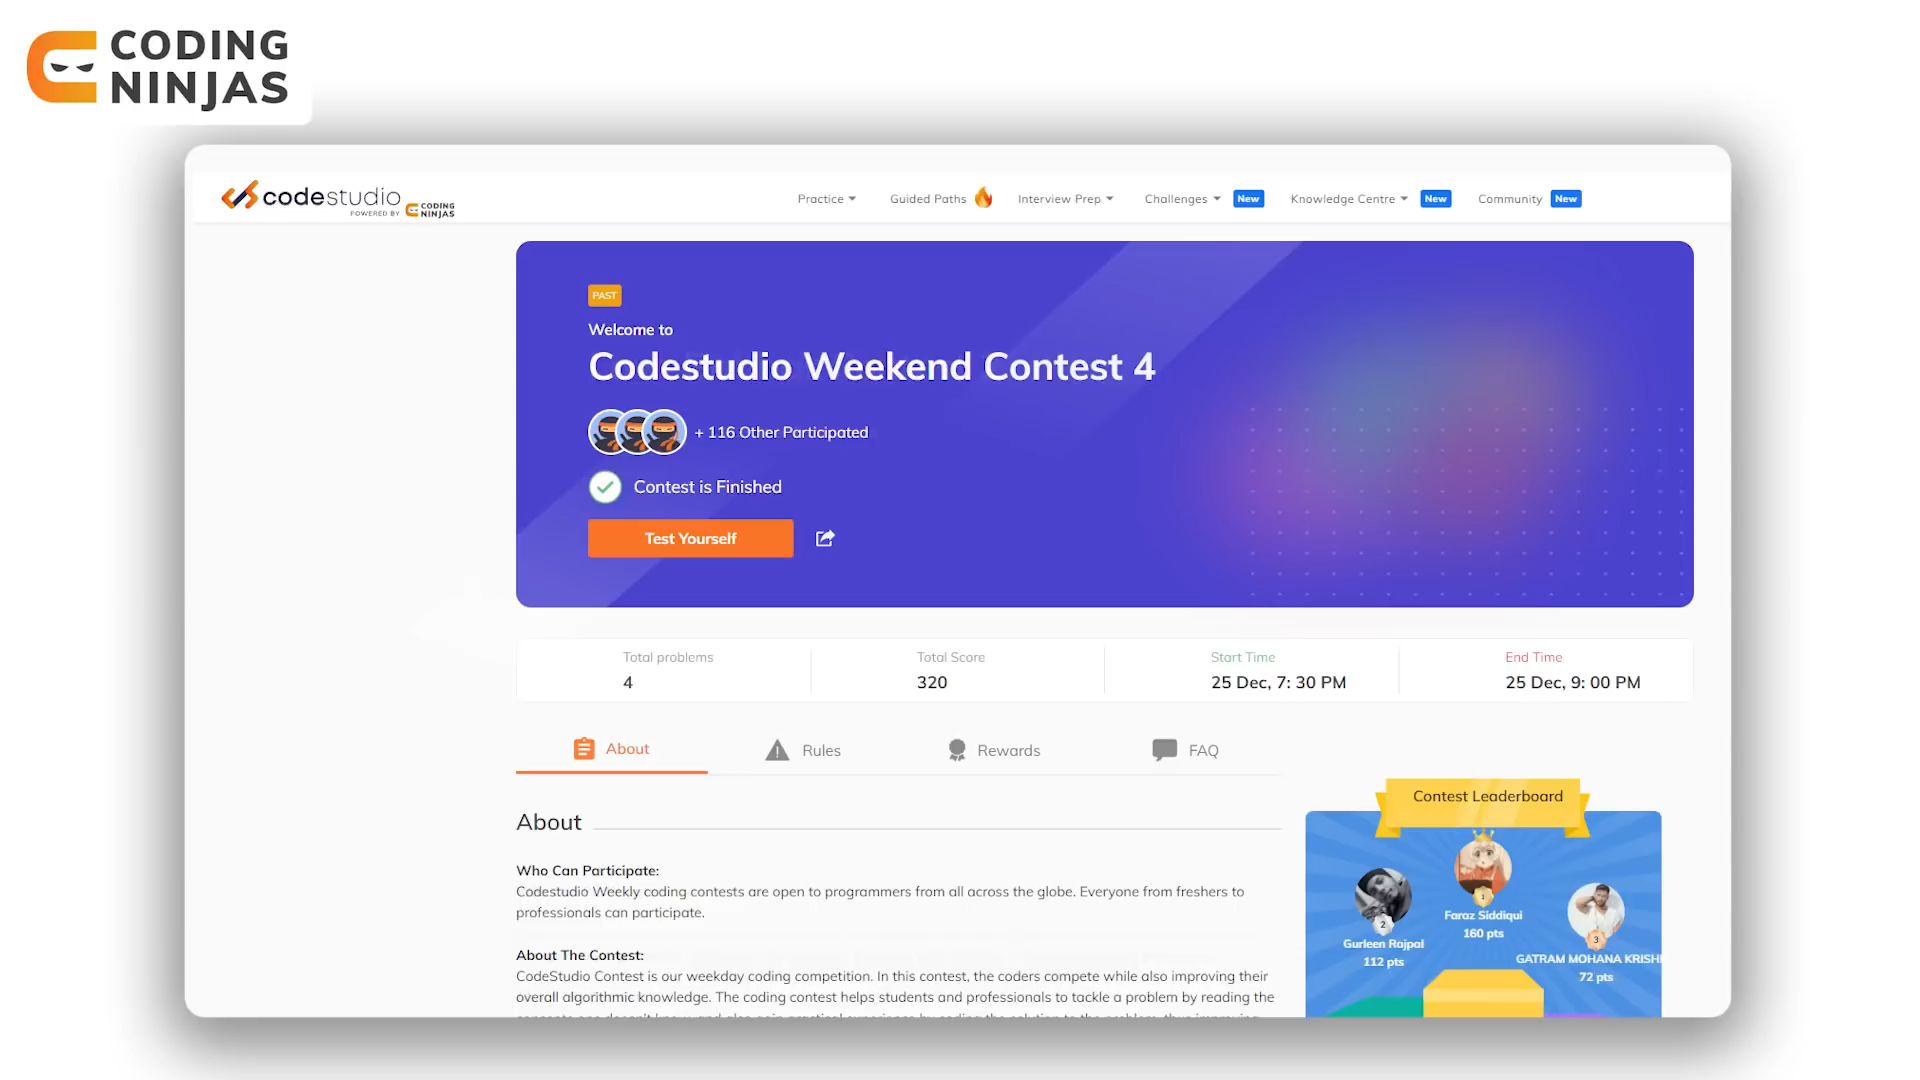 CODING
NINJAS
codestudio
POWERED BY CODING NINJAS
Practice
Guided Paths
Interview Prep
Challenges New
Knowledge Centre New
Community New
PAST
Welcome to
Codestudio Weekend Contest 4
+ 116 Other Participated
Contest is Finished
Test Yourself
Total problems
4
Total Score
320
Start Time
25 Dec, 7: 30 PM
End Time
25 Dec, 9: 00 PM
About
Rules
Rewards
FAQ
About
Who Can Participate:
Codestudio Weekly coding contests are open to programmers from all across the globe. Everyone from freshers to
professionals can participate.
About The Contest:
CodeStudio Contest is our weekday coding competition. In this contest, the coders compete while also improving their
overall algorithmic knowledge. The coding contest helps students and professionals to tackle a problem by reading the
Contest Leaderboard
1
Faraz Siddiqui
160 pts
2
Gurleen Rajpal
112 pts
3
GATRAM MOHANA KRISH
72 pts